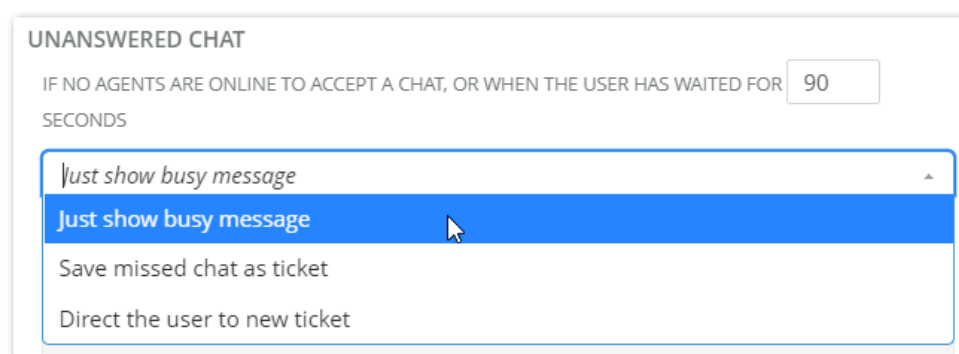 UNANSWERED CHAT
IF NO AGENTS ARE ONLINE TO ACCEPT A CHAT, OR WHEN THE USER HAS WAITED FOR 90
SECONDS
Just show busy message
Just show busy message
Save missed chat as ticket
Direct the user to new ticket